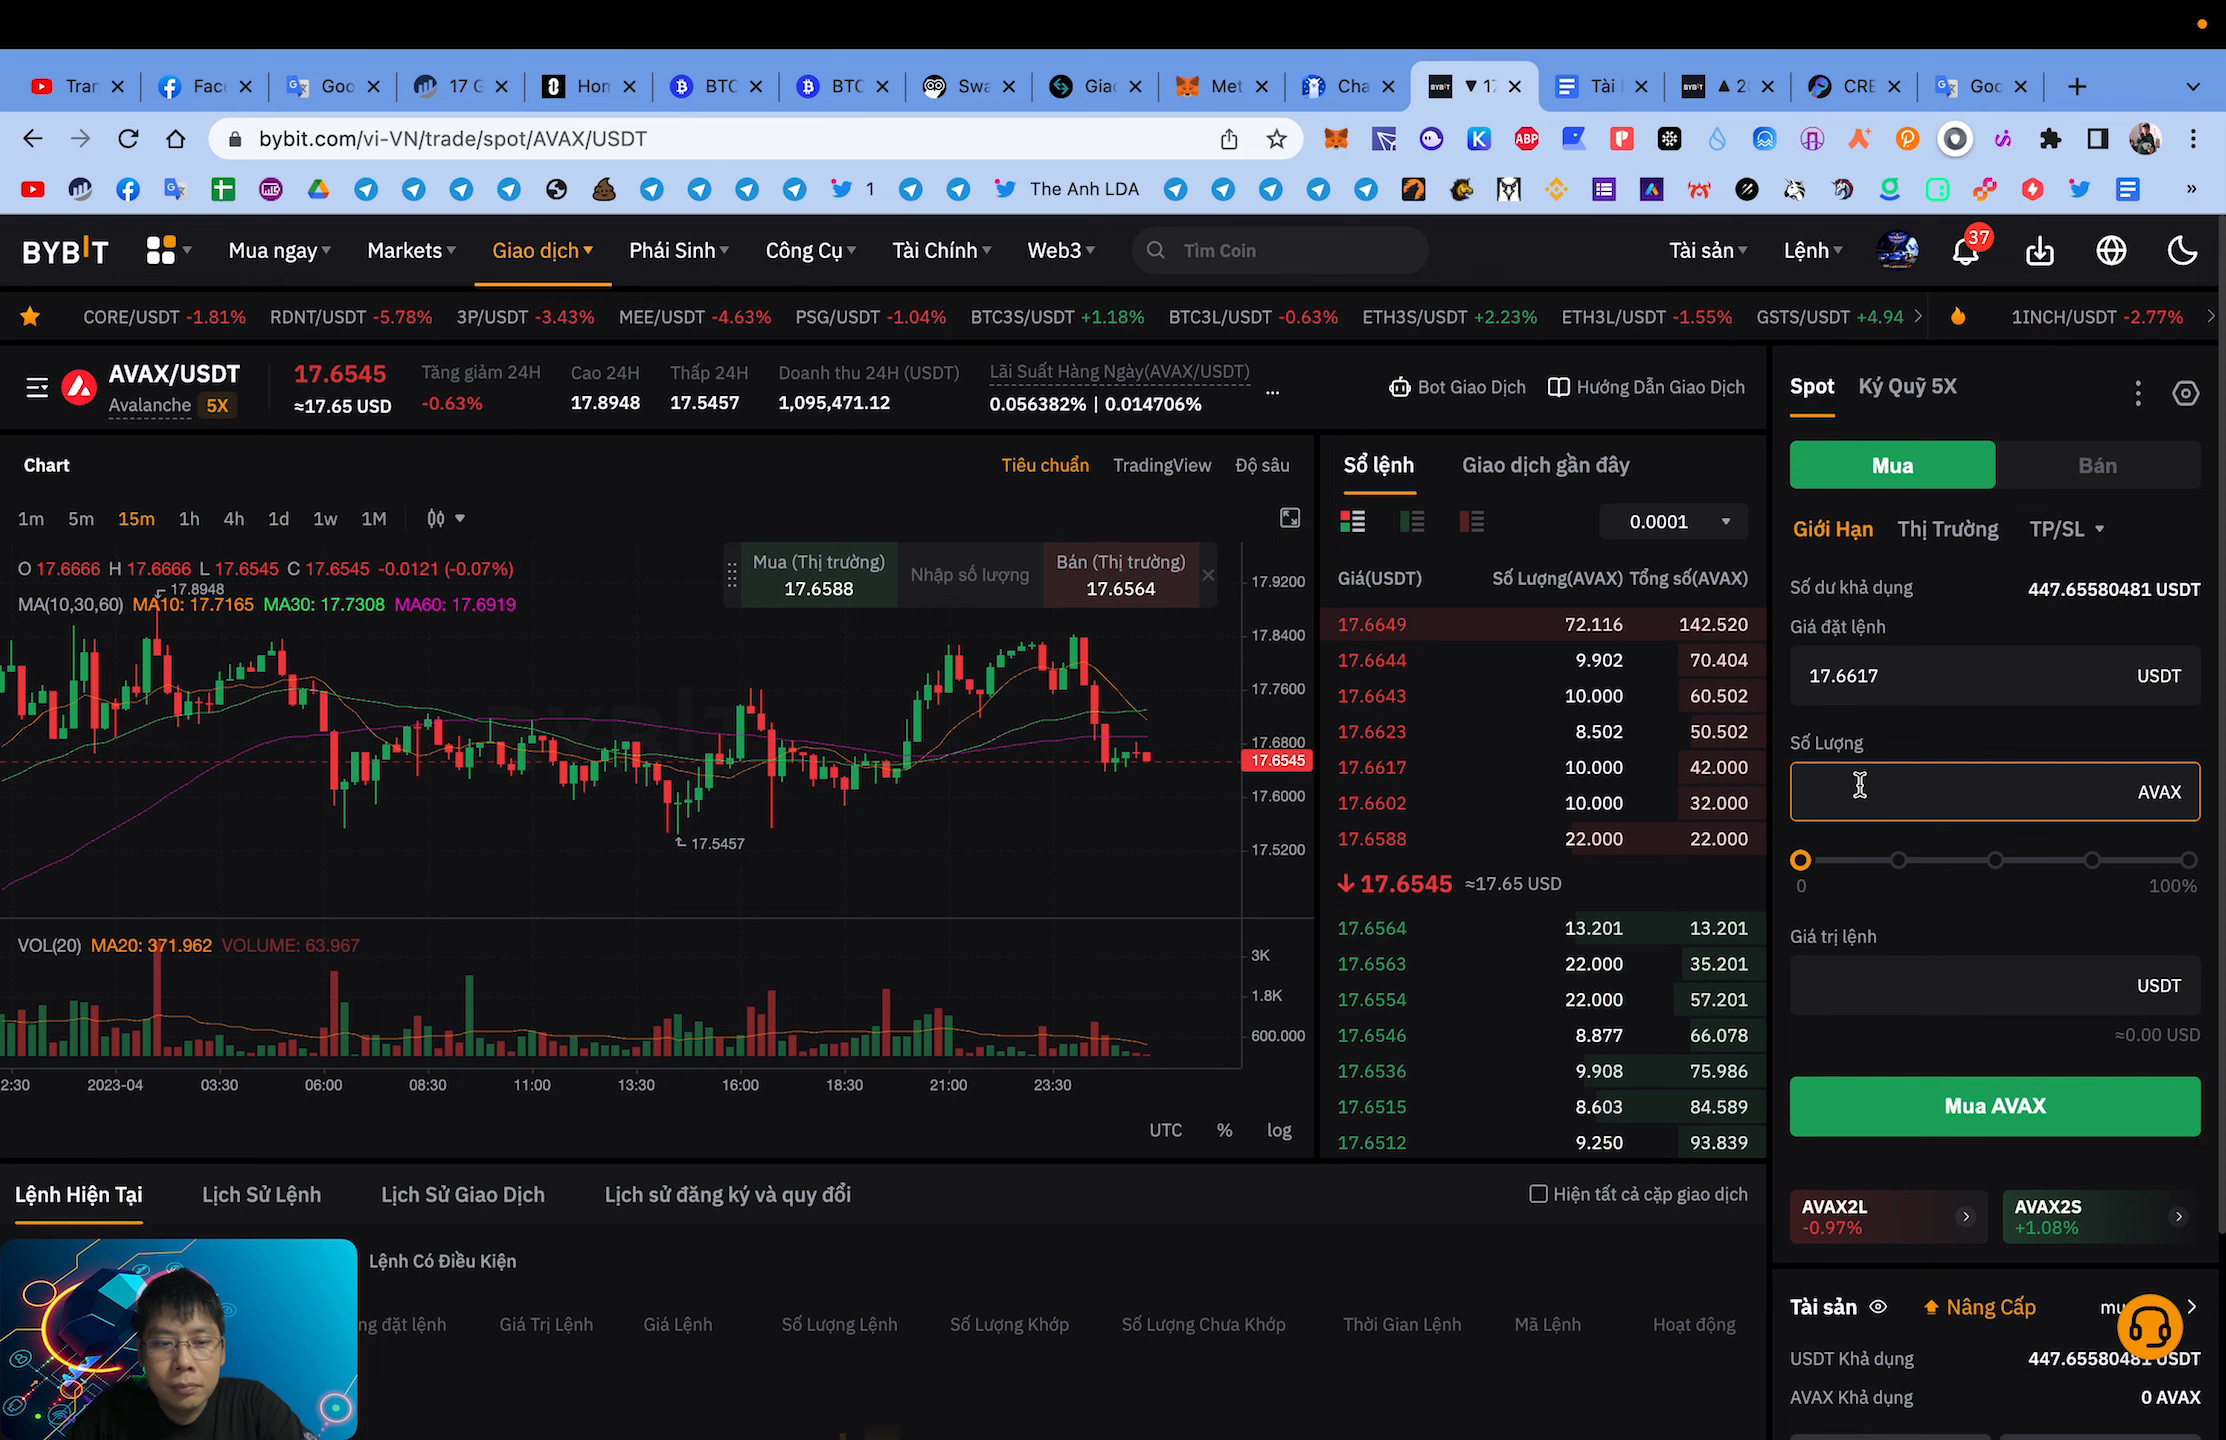 Tran
Face
Goo
17 G
Hom
BTC
BTC
Swa
Giac
Met
Cha
▼ 17
Tài l
▲ 2
CRE
Goo
bybit.com/vi-VN/trade/spot/AVAX/USDT
1
The Anh LDA
BYBIT
Mua ngay
Markets
Giao dịch
Phái Sinh
Công Cụ
Tài Chính
Web3
Tìm Coin
Tài sản
Lệnh
37
CORE/USDT -1.81%
RDNT/USDT -5.78%
3P/USDT -3.43%
MEE/USDT -4.63%
PSG/USDT -1.04%
BTC3S/USDT +1.18%
BTC3L/USDT -0.63%
ETH3S/USDT +2.23%
ETH3L/USDT -1.55%
GSTS/USDT +4.94
1INCH/USDT -2.77%
AVAX/USDT
Avalanche 5X
17.6545
≈17.65 USD
Tăng giảm 24H
-0.63%
Cao 24H
17.8948
Thấp 24H
17.5457
Doanh thu 24H (USDT)
1,095,471.12
Lãi Suất Hàng Ngày(AVAX/USDT)
0.056382% | 0.014706%
...
Bot Giao Dịch
Hướng Dẫn Giao Dịch
Chart
Tiêu chuẩn
TradingView
Độ sâu
1m 5m 15m 1h 4h 1d 1w 1M
O 17.6666 H 17.6666 L 17.6545 C 17.6545 -0.0121 (-0.07%)
17.8948
MA(10,30,60) MA10: 17.7165 MA30: 17.7308 MA60: 17.6919
Mua (Thị trường)
17.6588
Nhập số lượng
Bán (Thị trường)
17.6564
17.9200
17.8400
17.7600
17.6800
17.6545
17.6000
17.5200
17.5457
VOL(20) MA20: 371.962 VOLUME: 63.967
3K
1.8K
600.000
2:30 2023-04 03:30 06:00 08:30 11:00 13:30 16:00 18:30 21:00 23:30
UTC % log
Sổ lệnh
Giao dịch gần đây
0.0001
Giá(USDT) Số Lượng(AVAX) Tổng số(AVAX)
17.6649 72.116 142.520
17.6644 9.902 70.404
17.6643 10.000 60.502
17.6623 8.502 50.502
17.6617 10.000 42.000
17.6602 10.000 32.000
17.6588 22.000 22.000
17.6545 ≈17.65 USD
17.6564 13.201 13.201
17.6563 22.000 35.201
17.6554 22.000 57.201
17.6546 8.877 66.078
17.6536 9.908 75.986
17.6515 8.603 84.589
17.6512 9.250 93.839
Spot
Ký Quỹ 5X
Mua
Bán
Giới Hạn
Thị Trường
TP/SL
Số dư khả dụng
447.65580481 USDT
Giá đặt lệnh
17.6617 USDT
Số Lượng
AVAX
0 100%
Giá trị lệnh
USDT
≈0.00 USD
Mua AVAX
AVAX2L
-0.97%
AVAX2S
+1.08%
Tài sản
Nâng Cấp
mu
USDT Khả dụng
447.65580481 USDT
AVAX Khả dụng
0 AVAX
Lệnh Hiện Tại
Lịch Sử Lệnh
Lịch Sử Giao Dịch
Lịch sử đăng ký và quy đổi
Hiện tất cả cặp giao dịch
Lệnh Có Điều Kiện
ng đặt lệnh
Giá Trị Lệnh
Giá Lệnh
Số Lượng Lệnh
Số Lượng Khớp
Số Lượng Chưa Khớp
Thời Gian Lệnh
Mã Lệnh
Hoạt động